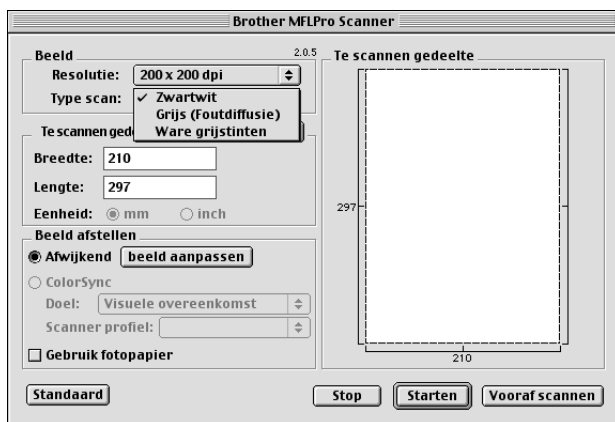 Brother MFLPro Scanner
Beeld
2.0.5
Resolutie: 200 x 200 dpi
Type scan:
✓ Zwartwit
Grijs (Foutdiffusie)
Ware grijstinten
Te scannen ged
Breedte: 210
Lengte: 297
Eenheid: mm inch
Beeld afstellen
Afwijkend beeld aanpassen
ColorSync
Doel: Visuele overeenkomst
Scanner profiel:
Gebruik fotopapier
Te scannen gedeelte
297
210
Standaard Stop Starten Vooraf scannen